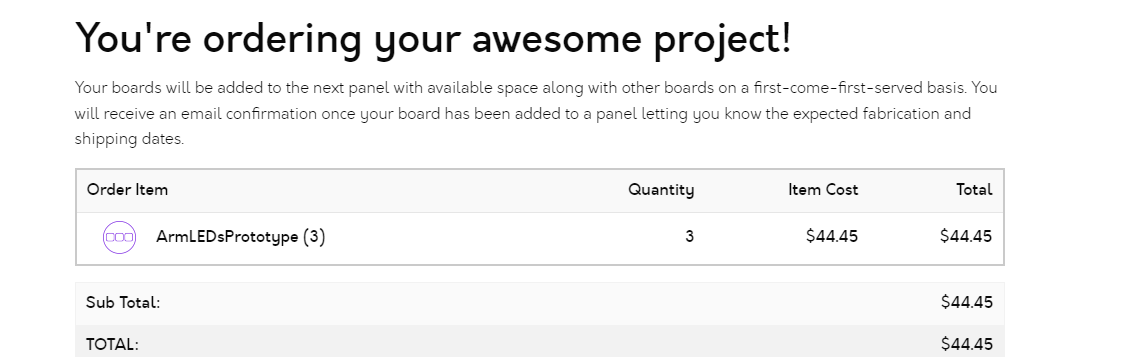 You're ordering your awesome project!
Your boards will be added to the next panel with available space along with other boards on a first-come-first-served basis. You
will receive an email confirmation once your board has been added to a panel letting you know the expected fabrication and
shipping dates.
Order Item Quantity Item Cost Total
ArmLEDsPrototype (3) 3 $44.45 $44.45
Sub Total: $44.45
TOTAL: $44.45